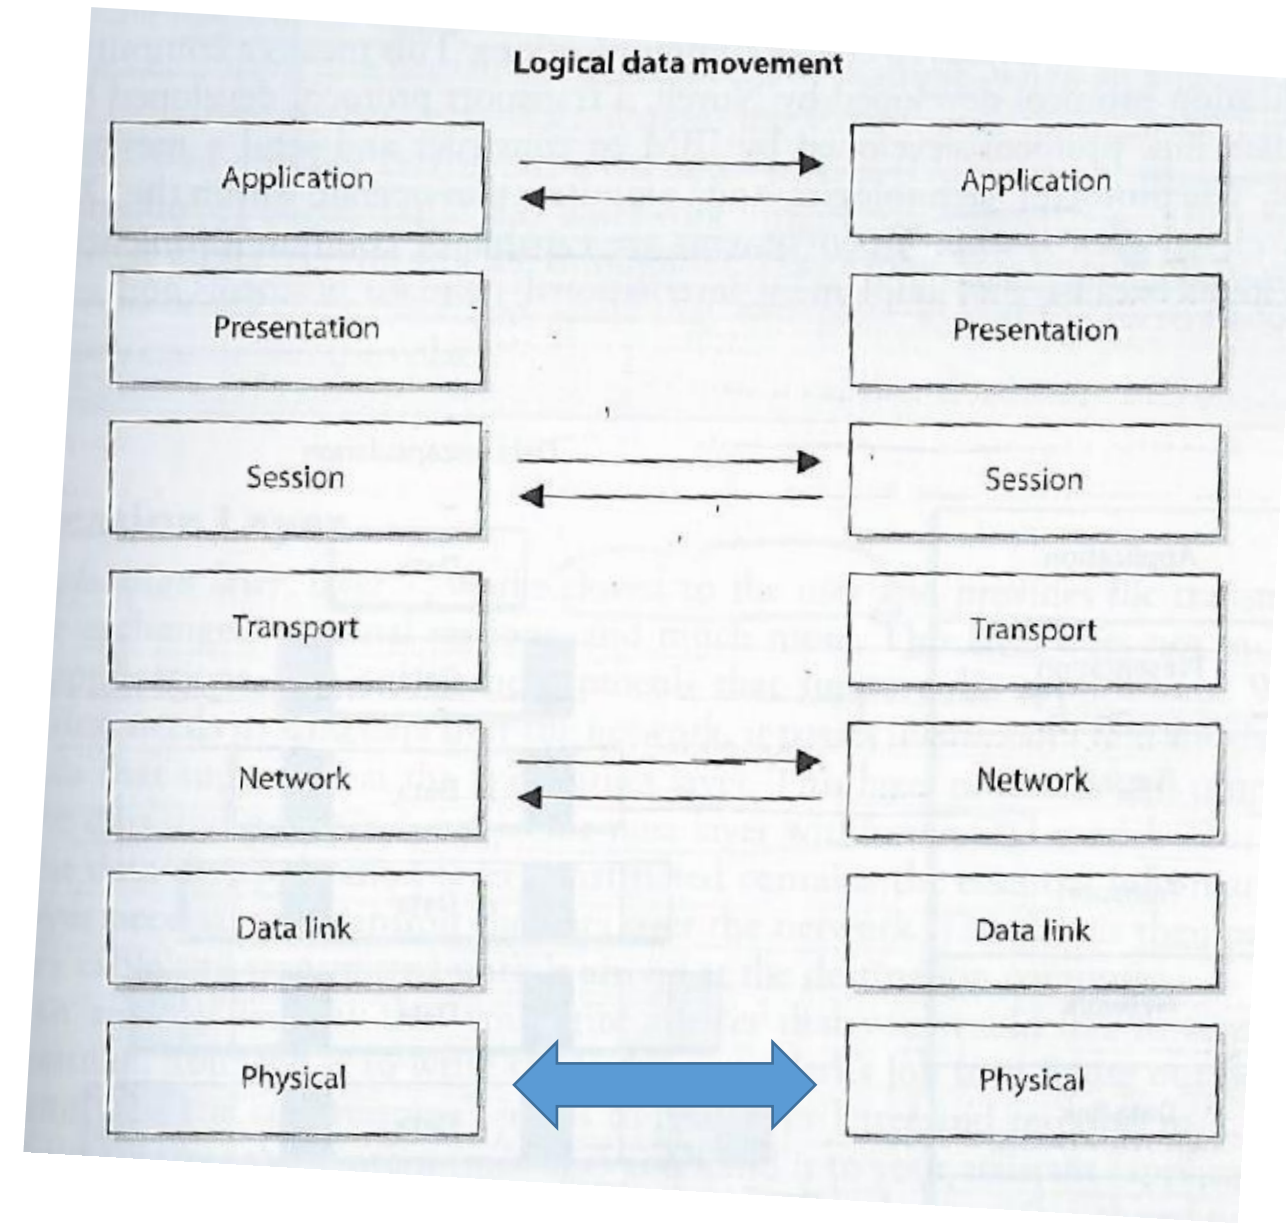 Logical data movement
Application
Application
Presentation
Presentation
Session
Session
Transport
Transport
Network
Network
Data link
Data link
Physical
Physical